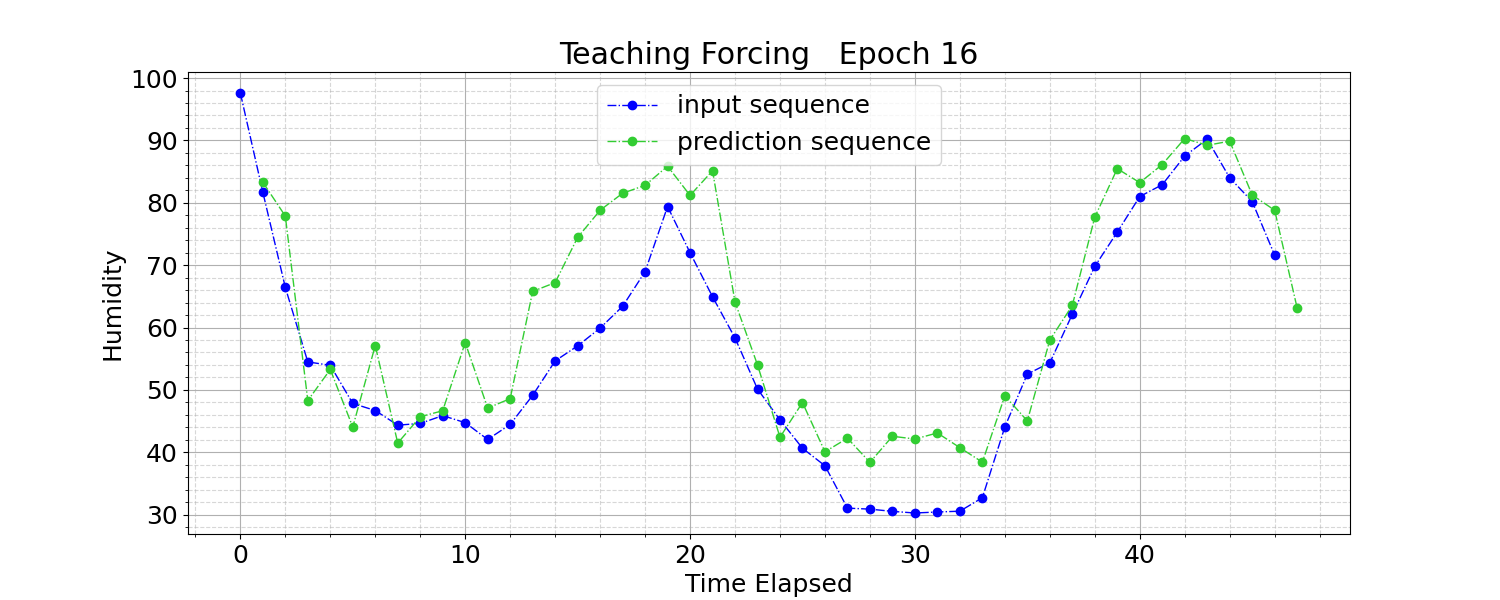 Teaching Forcing   Epoch 16
100
90
80
70
60
50
40
30
Humidity
input sequence
prediction sequence
0 10 20 30 40
Time Elapsed